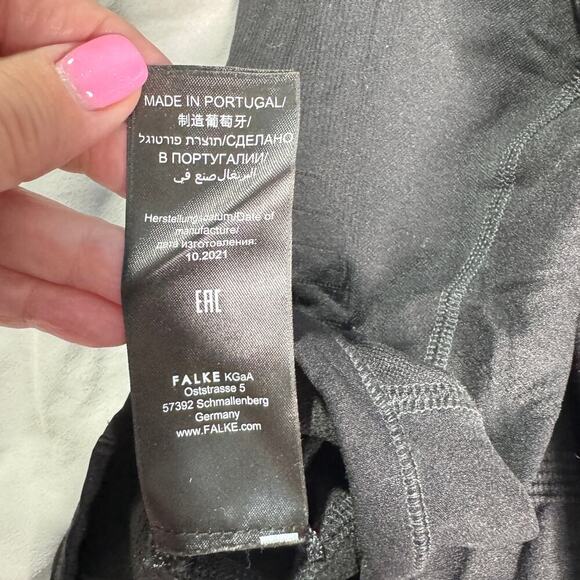 MADE IN PORTUGAL/
制造葡萄牙/
תוצרת פורטוגל/СДЕЛАНО
В ПОРТУГАЛИИ/
البرتغال صنع في
Herstellungsdatum/Date of
manufacture/
дата изготовления:
10.2021
EAC
FALKE KGaA
Oststrasse 5
57392 Schmallenberg
Germany
www.FALKE.com